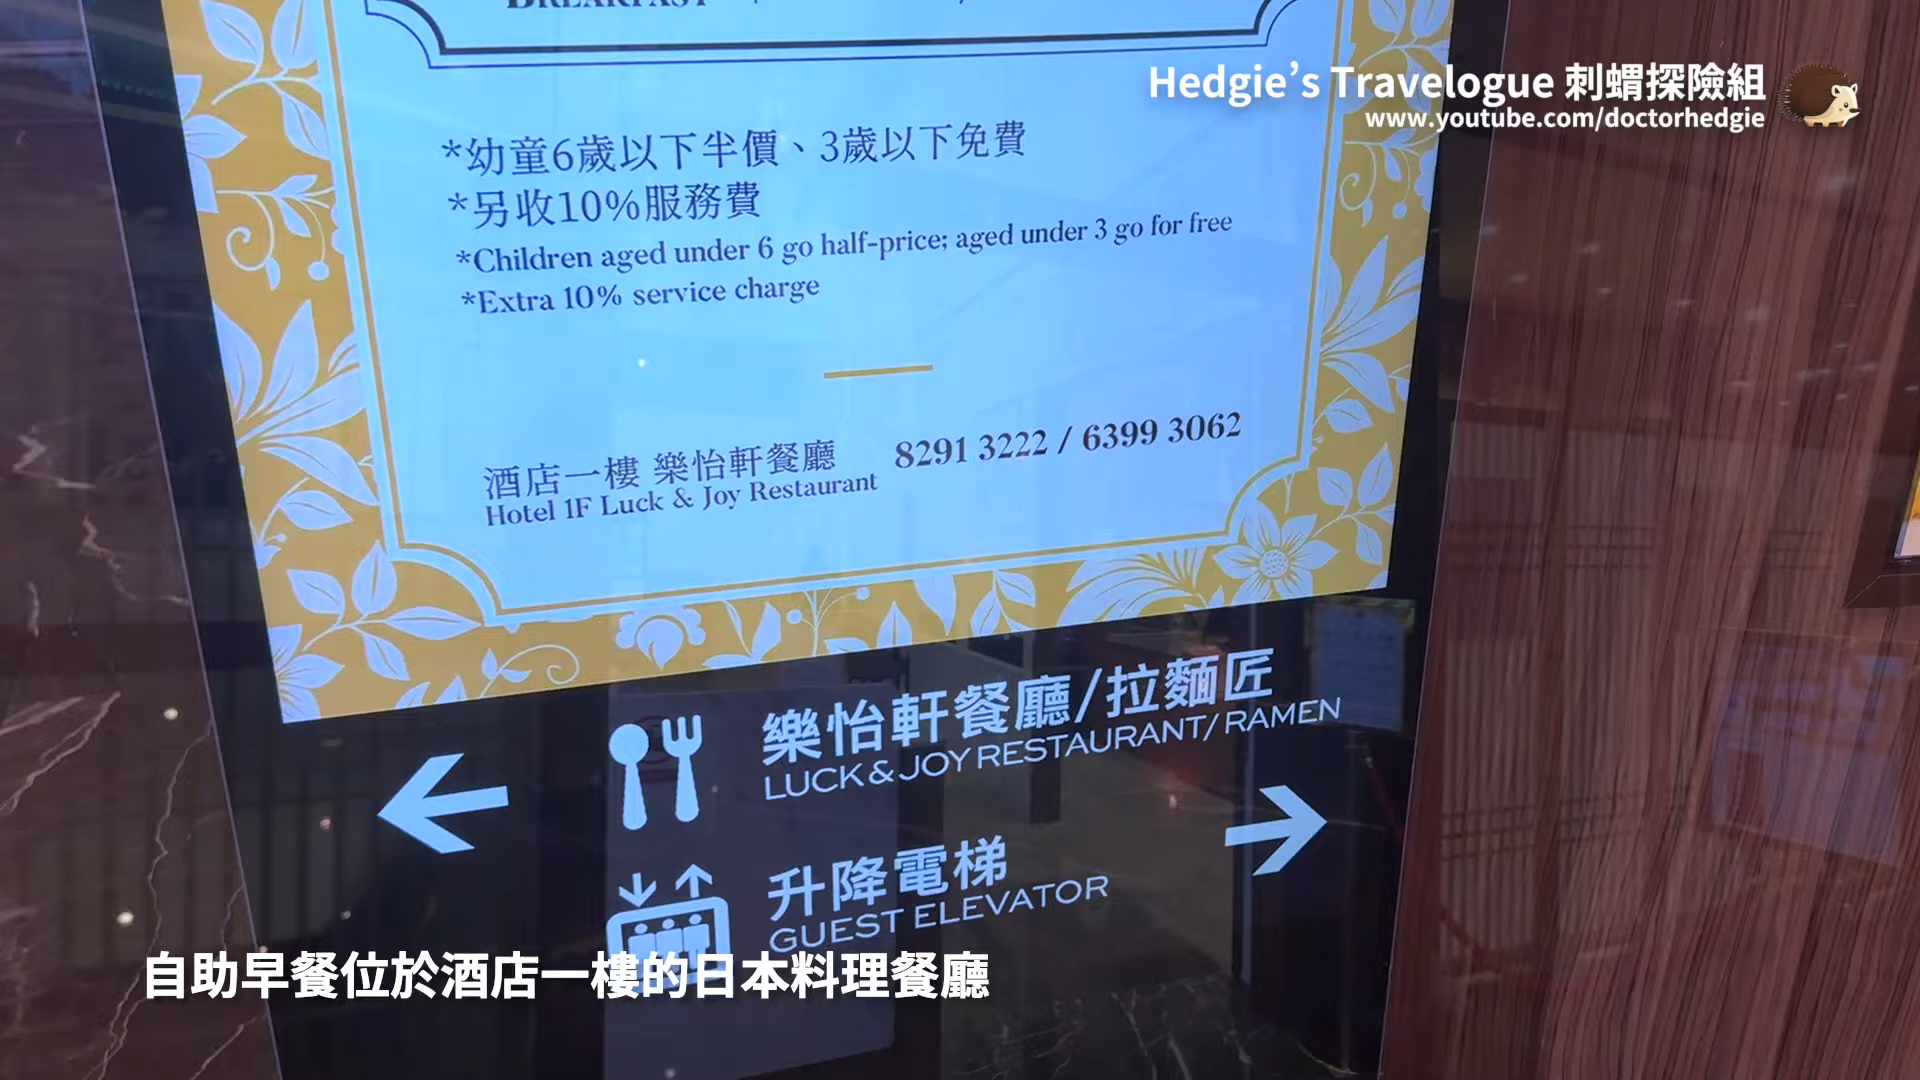 BREAKFAST
Hedgie's Travelogue 刺蝟探險組
www.youtube.com/doctorhedgie
*幼童6歲以下半價、3歲以下免費
*另收10%服務費
*Children aged under 6 go half-price; aged under 3 go for free
*Extra 10% service charge
酒店一樓 樂怡軒餐廳 8291 3222 / 6399 3062
Hotel 1F Luck & Joy Restaurant
樂怡軒餐廳/拉麵匠
LUCK & JOY RESTAURANT/ RAMEN
升降電梯
GUEST ELEVATOR
自助早餐位於酒店一樓的日本料理餐廳